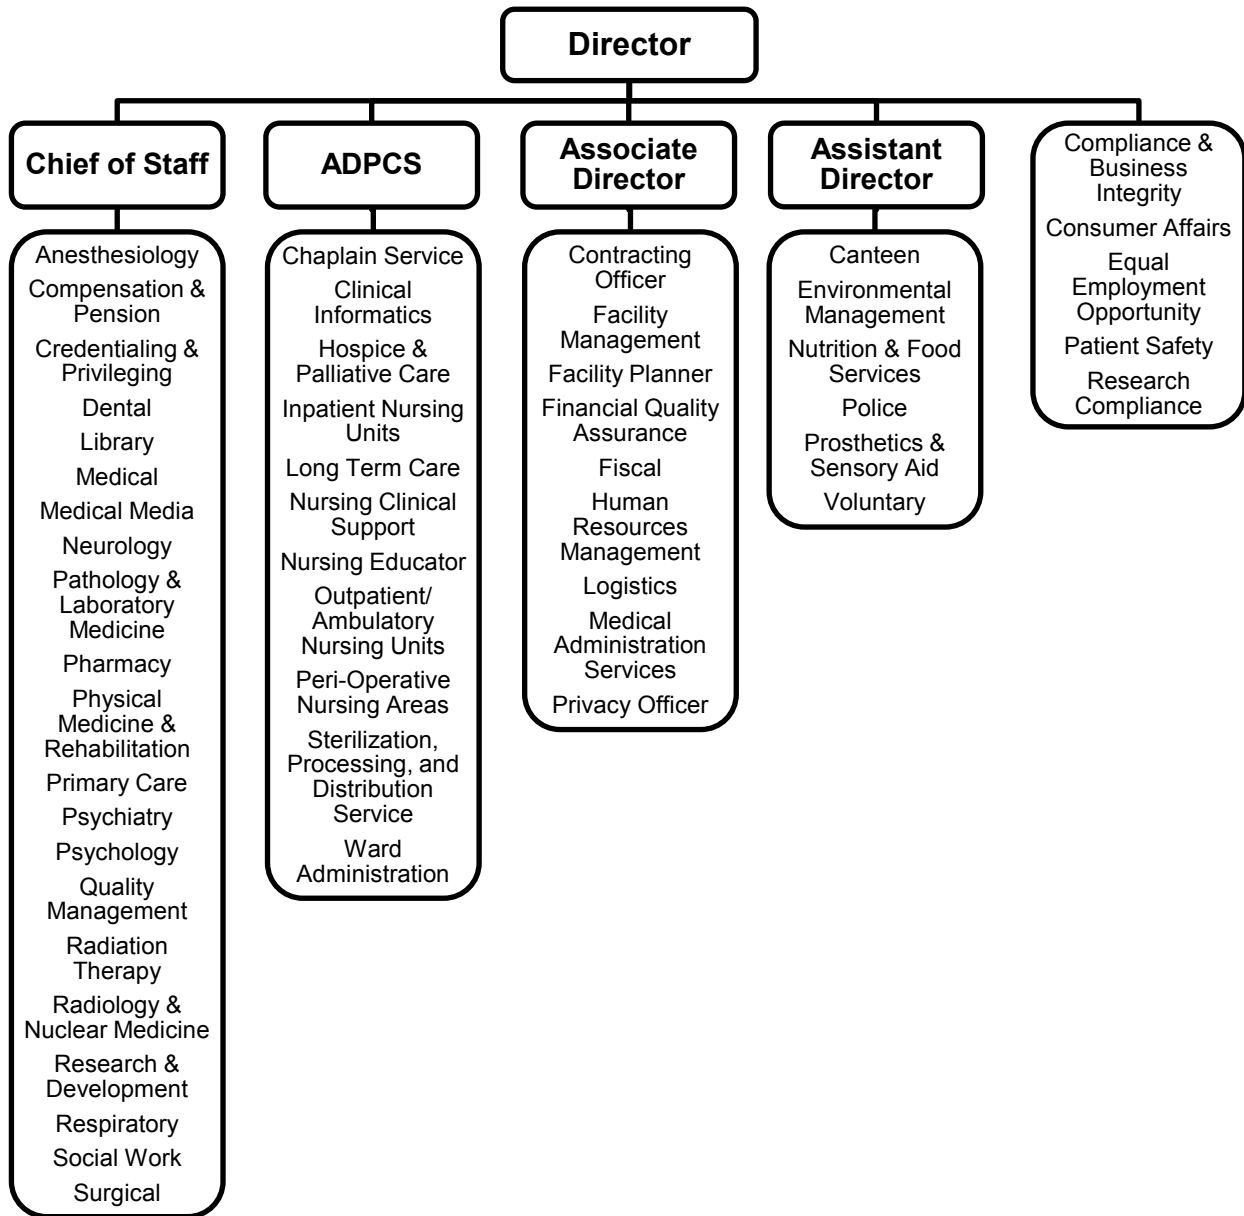 Director
Chief of Staff
Anesthesiology
Compensation &
Pension
Credentialing &
Privileging
Dental
Library
Medical
Medical Media
Neurology
Pathology &
Laboratory
Medicine
Pharmacy
Physical
Medicine &
Rehabilitation
Primary Care
Psychiatry
Psychology
Quality
Management
Radiation
Therapy
Radiology &
Nuclear Medicine
Research &
Development
Respiratory
Social Work
Surgical
ADPCS
Chaplain Service
Clinical
Informatics
Hospice &
Palliative Care
Inpatient Nursing
Units
Long Term Care
Nursing Clinical
Support
Nursing Educator
Outpatient/
Ambulatory
Nursing Units
Peri-Operative
Nursing Areas
Sterilization,
Processing, and
Distribution
Service
Ward
Administration
Associate
Director
Contracting
Officer
Facility
Management
Facility Planner
Financial Quality
Assurance
Fiscal
Human
Resources
Management
Logistics
Medical
Administration
Services
Privacy Officer
Assistant
Director
Canteen
Environmental
Management
Nutrition & Food
Services
Police
Prosthetics &
Sensory Aid
Voluntary
Compliance &
Business
Integrity
Consumer Affairs
Equal
Employment
Opportunity
Patient Safety
Research
Compliance